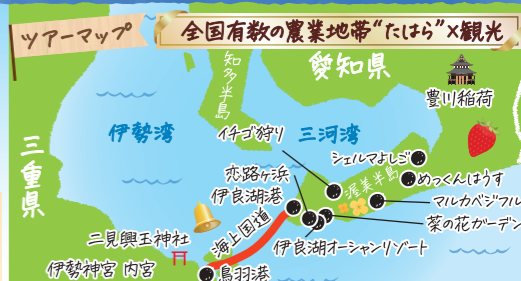 ツアーマップ
全国有数の農業地帯“たはら”×観光
知多半島
愛知県
豊川稲荷
伊勢湾
イチゴ狩り
三河湾
シェルマよしご
三重県
恋路ヶ浜
渥美半島
めっくんはうす
伊良湖港
マルカベジフル
菜の花ガーデン
海上国道
伊良湖オーシャンリゾート
二見興玉神社
伊勢神宮 内宮
鳥羽港